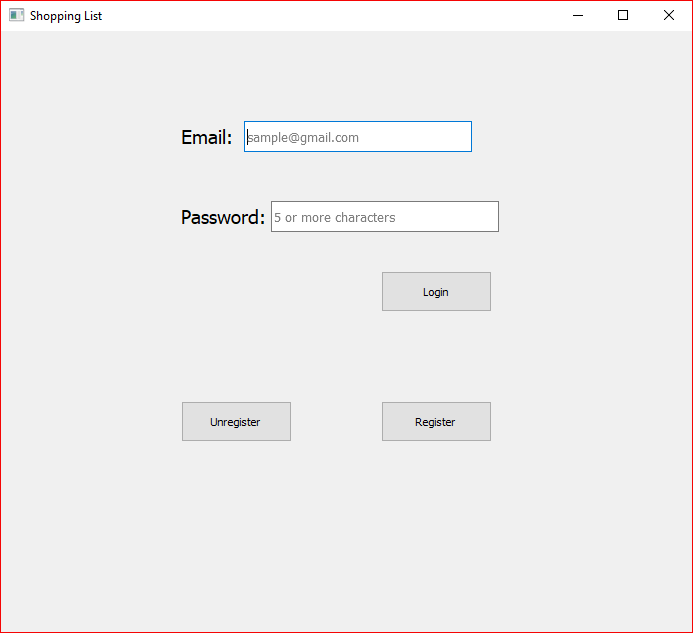 Shopping List
Email: sample@gmail.com
Password: 5 or more characters
Login
Unregister Register